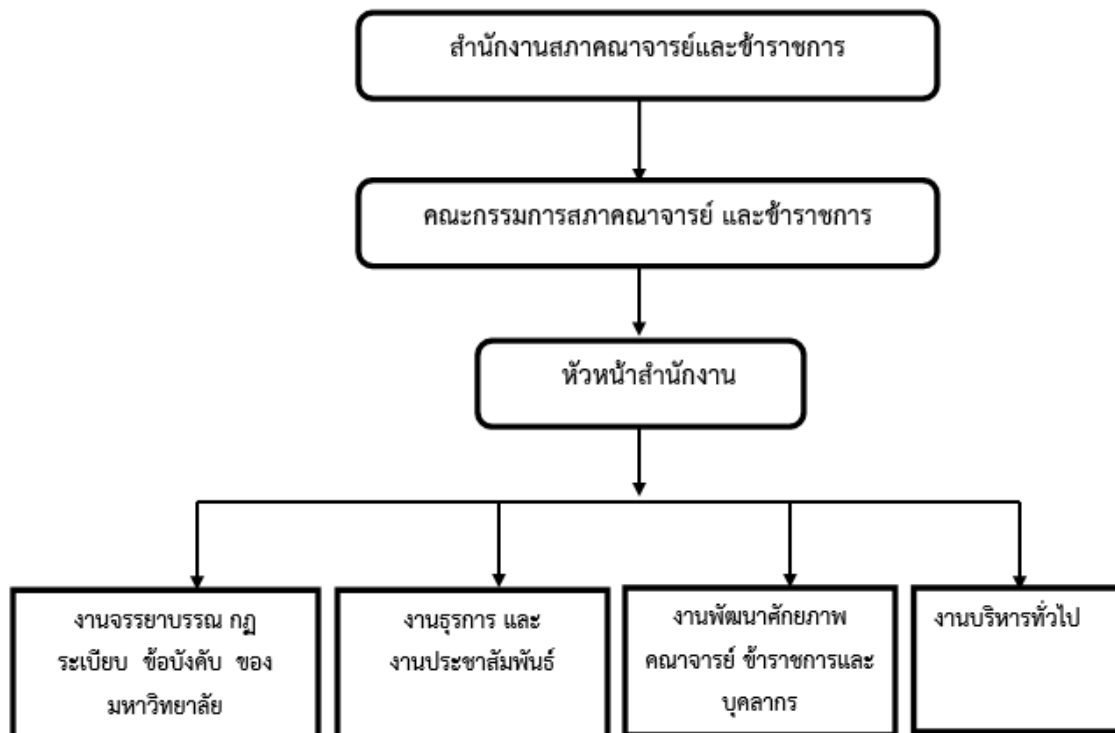 สำนักงานสภาคณาจารย์และข้าราชการ
คณะกรรมการสภาคณาจารย์ และข้าราชการ
หัวหน้าสำนักงาน
งานจรรยาบรรณ กฎ
ระเบียบ ข้อบังคับ ของ
มหาวิทยาลัย
งานธุรการ และ
งานประชาสัมพันธ์
งานพัฒนาศักยภาพ
คณาจารย์ ข้าราชการและ
บุคลากร
งานบริหารทั่วไป